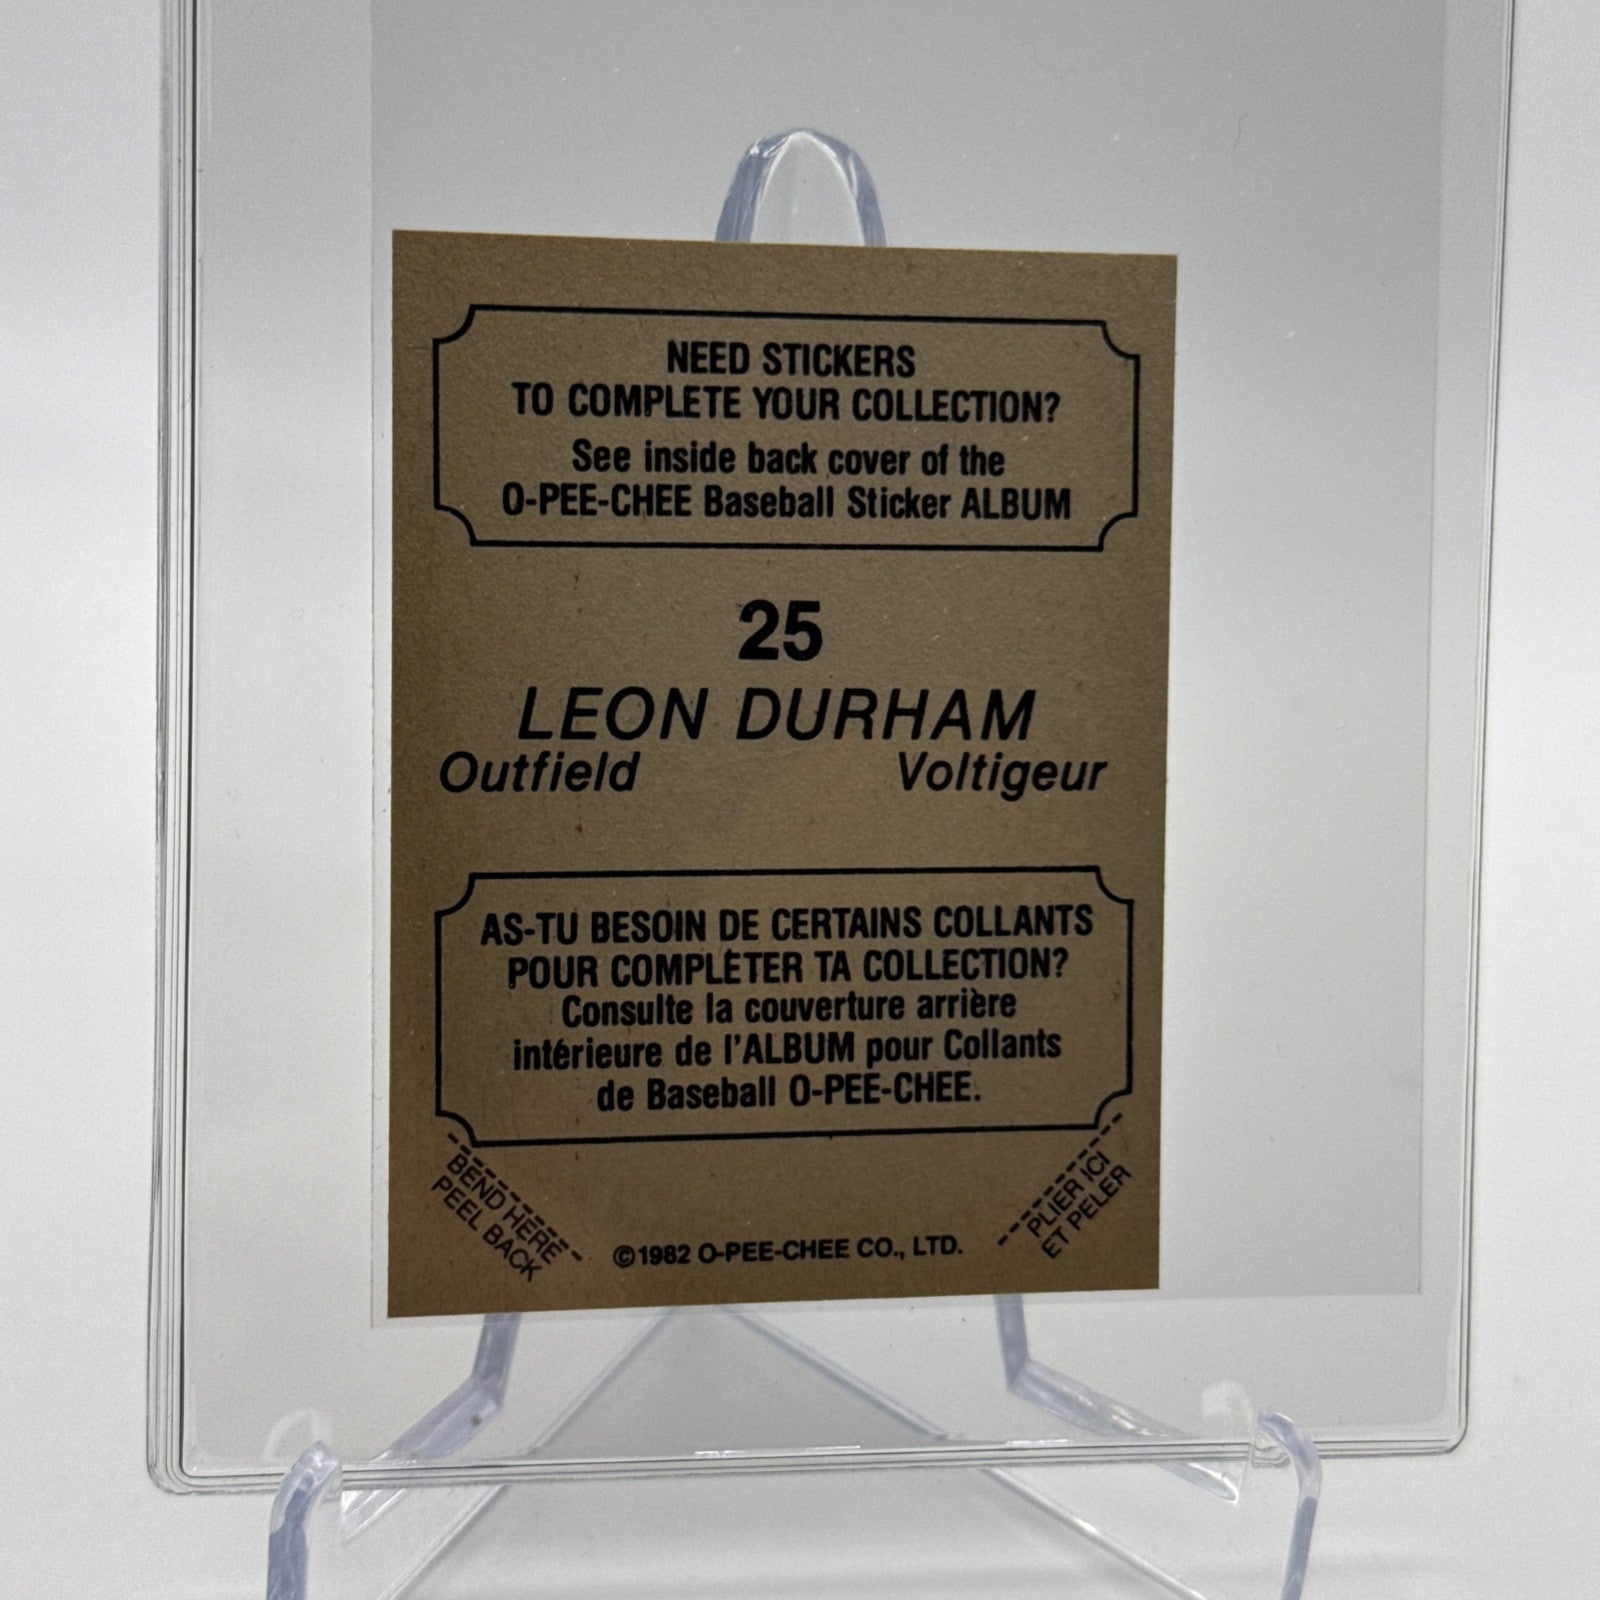 NEED STICKERS
TO COMPLETE YOUR COLLECTION?
See inside back cover of the
O-PEE-CHEE Baseball Sticker ALBUM
25
LEON DURHAM
Outfield Voltigeur
AS-TU BESOIN DE CERTAINS COLLANTS
POUR COMPLÉTER TA COLLECTION?
Consulte la couverture arrière
intérieure de l'ALBUM pour Collants
de Baseball O-PEE-CHEE.
BEND HERE
PEEL BACK
©1982 O-PEE-CHEE CO., LTD.
PLIER ICI
ET PELER